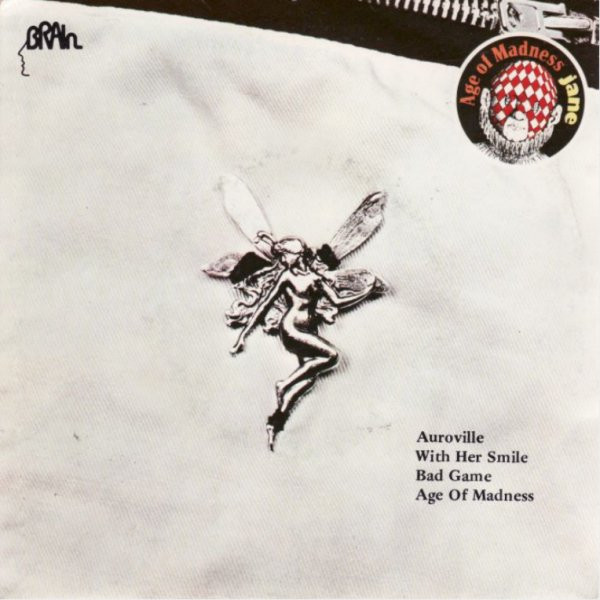 BRAIn
Age of Madness
jane
Auroville
With Her Smile
Bad Game
Age Of Madness